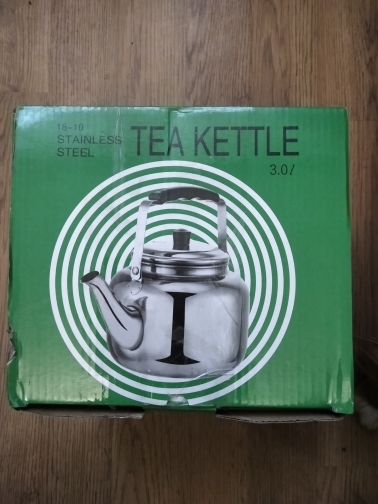 18-10
STAINLESS
STEEL
TEA KETTLE
3.0l